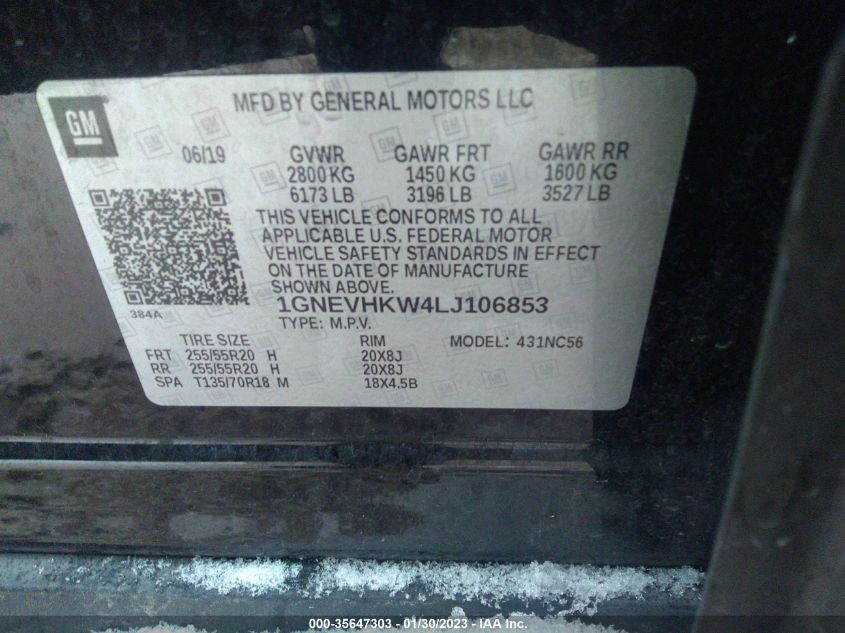 MFD BY GENERAL MOTORS LLC
GM
06/19 GVWR GAWR FRT GAWR RR
2800 KG 1450 KG 1600 KG
6173 LB 3196 LB 3527 LB
THIS VEHICLE CONFORMS TO ALL
APPLICABLE U.S. FEDERAL MOTOR
VEHICLE SAFETY STANDARDS IN EFFECT
ON THE DATE OF MANUFACTURE
SHOWN ABOVE.
1GNEVHKW4LJ106853
384A
TYPE: M.P.V.
TIRE SIZE RIM MODEL: 431NC56
FRT 255/55R20 H 20X8J
RR 255/55R20 H 20X8J
SPA T135/70R18 M 18X4.5B
000-35647303 - 01/30/2023 - IAA Inc.